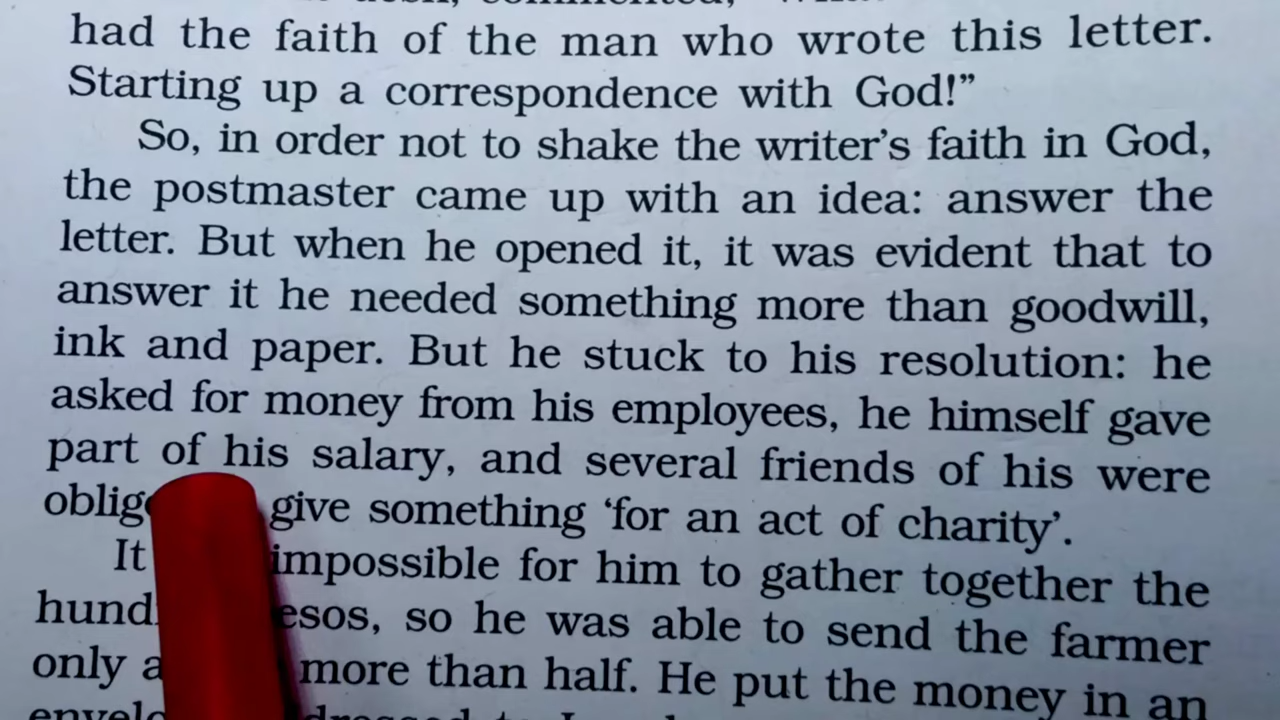 had the faith of the man who wrote this letter.
Starting up a correspondence with God!”
So, in order not to shake the writer’s faith in God,
the postmaster came up with an idea: answer the
letter. But when he opened it, it was evident that to
answer it he needed something more than goodwill,
ink and paper. But he stuck to his resolution: he
asked for money from his employees, he himself gave
part of his salary, and several friends of his were
give something ‘for an act of charity’.
It impossible for him to gather together the
so he was able to send the farmer
only more than half. He put the money in an